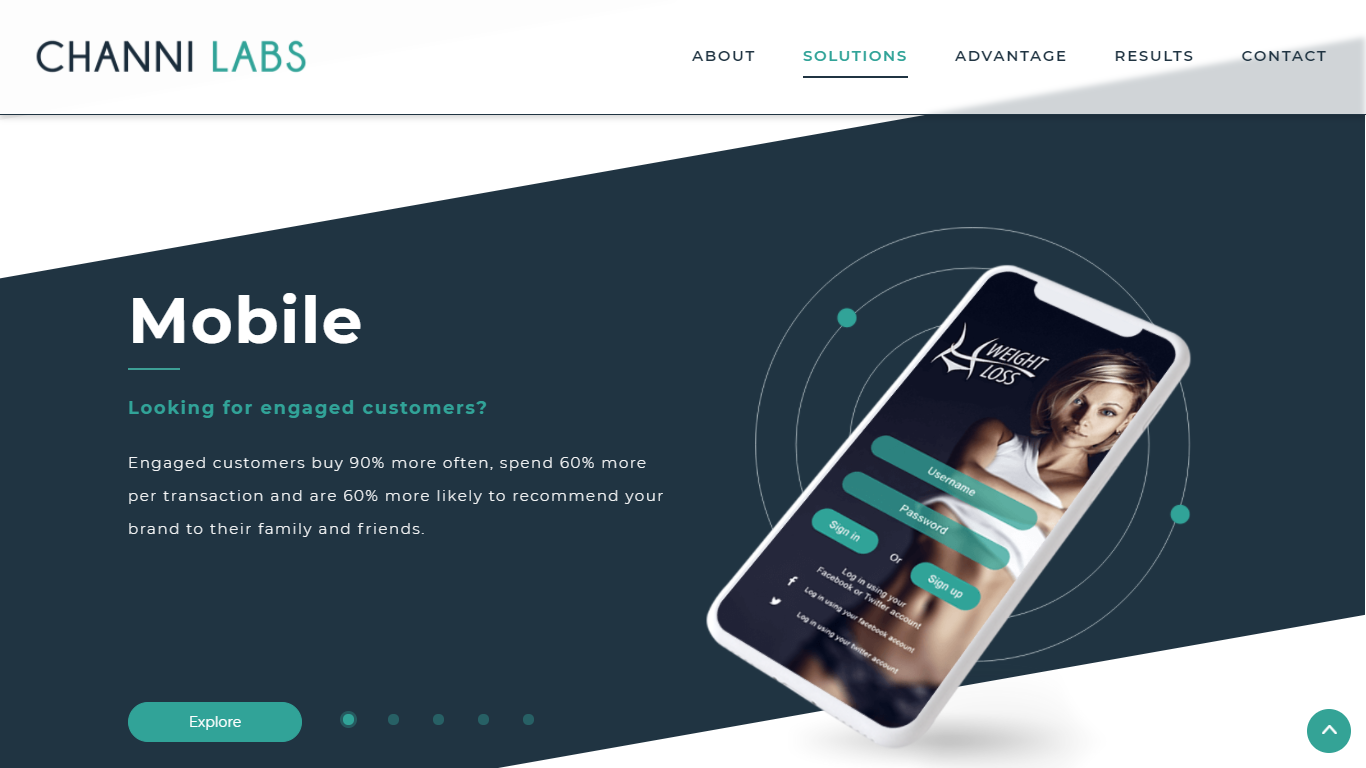 CHANNI LABS
ABOUT SOLUTIONS ADVANTAGE RESULTS CONTACT
Mobile
Looking for engaged customers?
Engaged customers buy 90% more often, spend 60% more
per transaction and are 60% more likely to recommend your
brand to their family and friends.
Explore
WEIGHT
LOSS
Username
Password
Sign in
Or
Sign up
Log in using your
Facebook or Twitter account
Log in using your facebook account
Log in using your twitter account